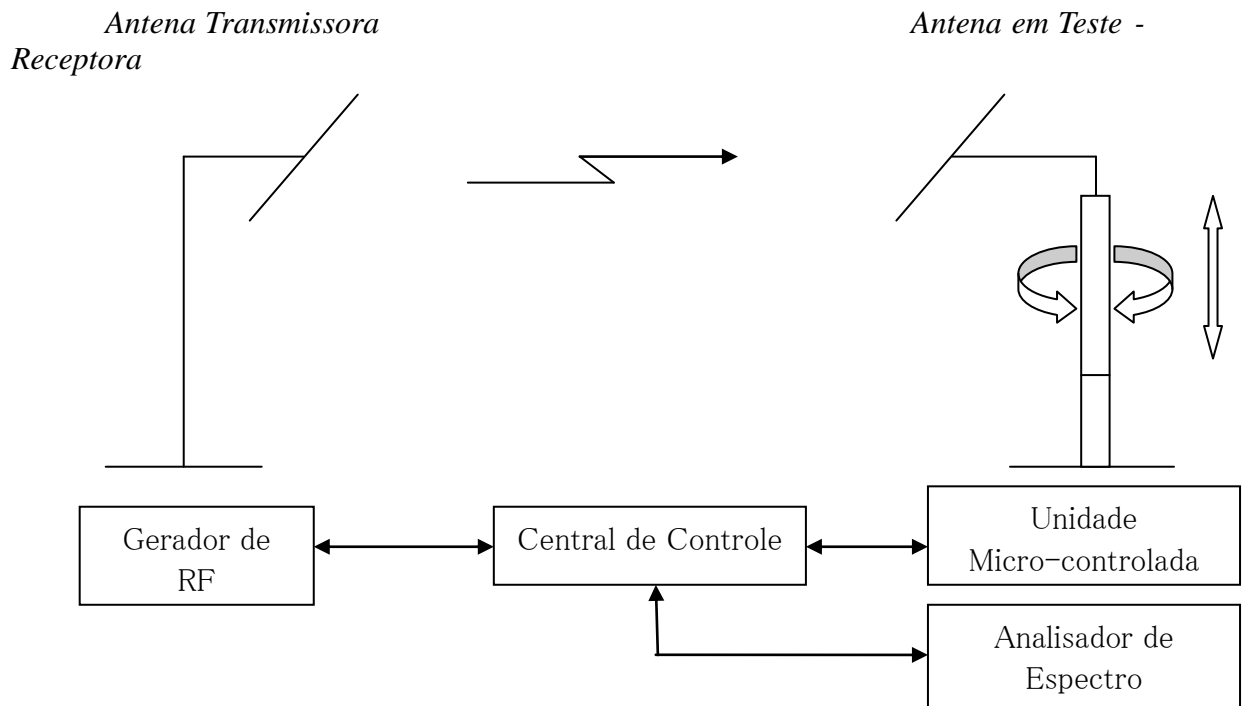 Antena Transmissora Antena em Teste -
Receptora
Gerador de
RF
Central de Controle
Unidade
Micro-controlada
Analisador de
Espectro